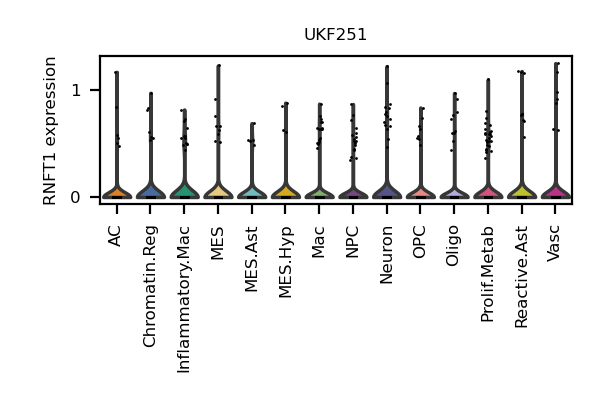 UKF251
RNFT1 expression
1
0
AC
Chromatin.Reg
Inflammatory.Mac
MES
MES.Ast
MES.Hyp
Mac
NPC
Neuron
OPC
Oligo
Prolif.Metab
Reactive.Ast
Vasc